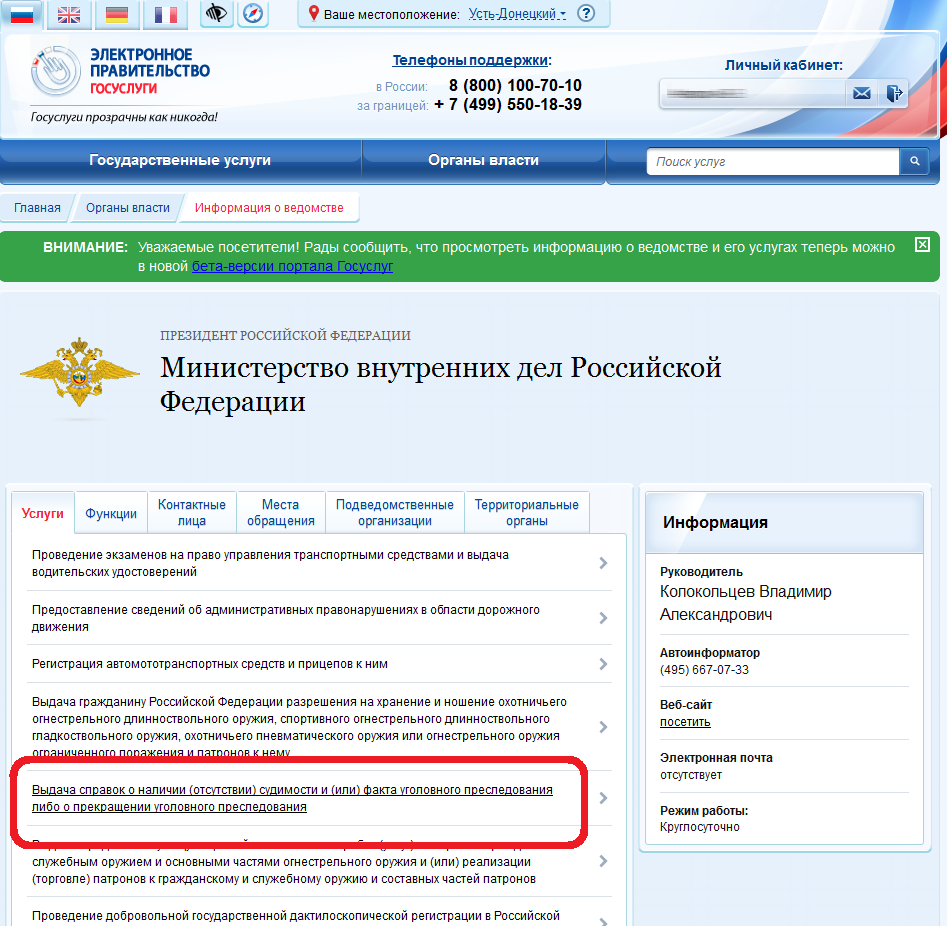 Ваше местоположение: Усть-Донецкий
ЭЛЕКТРОННОЕ
ПРАВИТЕЛЬСТВО
ГОСУСЛУГИ
Госуслуги прозрачны как никогда!
Телефоны поддержки:
в России: 8 (800) 100-70-10
за границей: + 7 (499) 550-18-39
Личный кабинет:
Государственные услуги
Органы власти
Поиск услуг
Главная
Органы власти
Информация о ведомстве
ВНИМАНИЕ: Уважаемые посетители! Рады сообщить, что просмотреть информацию о ведомстве и его услугах теперь можно
в новой бета-версии портала Госуслуг
ПРЕЗИДЕНТ РОССИЙСКОЙ ФЕДЕРАЦИИ
Министерство внутренних дел Российской
Федерации
Услуги
Функции
Контактные
лица
Места
обращения
Подведомственные
организации
Территориальные
органы
Проведение экзаменов на право управления транспортными средствами и выдача
водительских удостоверений
Предоставление сведений об административных правонарушениях в области дорожного
движения
Регистрация автомототранспортных средств и прицепов к ним
Выдача гражданину Российской Федерации разрешения на хранение и ношение охотничьего
огнестрельного длинноствольного оружия, спортивного огнестрельного длинноствольного
гладкоствольного оружия, охотничьего пневматического оружия или огнестрельного оружия
ограниченного поражения и патронов к нему
Выдача справок о наличии (отсутствии) судимости и (или) факта уголовного преследования
либо о прекращении уголовного преследования
служебным оружием и основными частями огнестрельного оружия и (или) реализации
(торговле) патронов к гражданскому и служебному оружию и составных частей патронов
Проведение добровольной государственной дактилоскопической регистрации в Российской
Информация
Руководитель
Колокольцев Владимир
Александрович
Автоинформатор
(495) 667-07-33
Веб-сайт
посетить
Электронная почта
отсутствует
Режим работы:
Круглосуточно